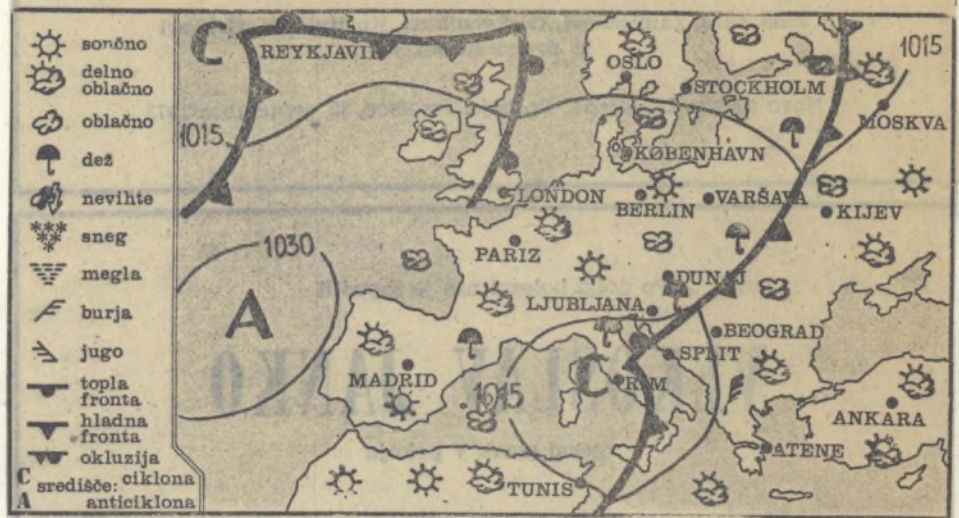 sončno
delno
oblačno
oblačno
dež
nevihte
sneg
megla
burja
jugo
topla
fronta
hladna
fronta
okluzija
C središče: ciklona
A anticiklona
C
REYKJAVIK
OSLO
STOCKHOLM
1015
MOSKVA
1015
KØBENHAVN
LONDON
BERLIN
VARŠAVA
KIJEV
1030
PARIZ
DUNAJ
A
LJUBLJANA
BEOGRAD
C
SPLIT
MADRID
RIM
1015
ANKARA
ATENE
TUNIS